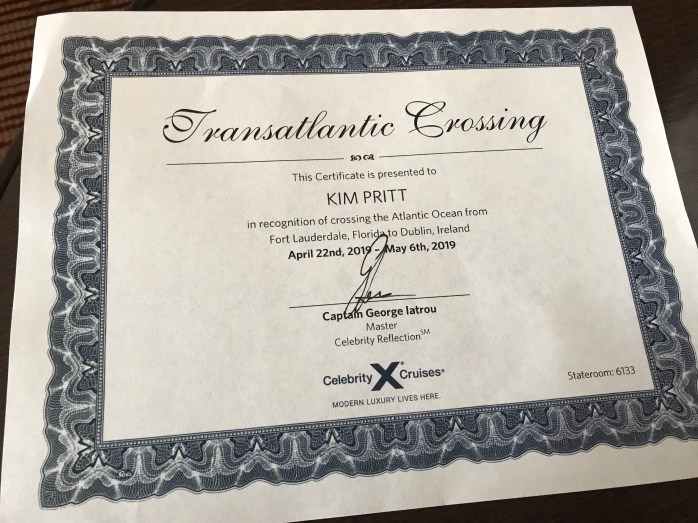 Transatlantic Crossing
This Certificate is presented to
KIM PRITT
in recognition of crossing the Atlantic Ocean from
Fort Lauderdale, Florida to Dublin, Ireland
April 22nd, 2019 – May 6th, 2019
Captain George Iatrou
Master
Celebrity Reflection℠
Celebrity X® Cruises®
MODERN LUXURY LIVES HERE.
Stateroom: 6133